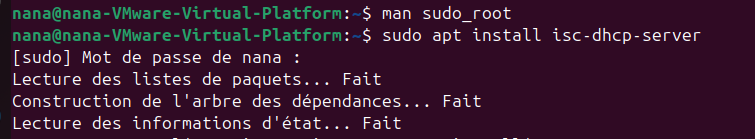 nana@nana-VMware-Virtual-Platform:~$ man sudo_root
nana@nana-VMware-Virtual-Platform:~$ sudo apt install isc-dhcp-server
[sudo] Mot de passe de nana :
Lecture des listes de paquets... Fait
Construction de l'arbre des dépendances... Fait
Lecture des informations d'état... Fait